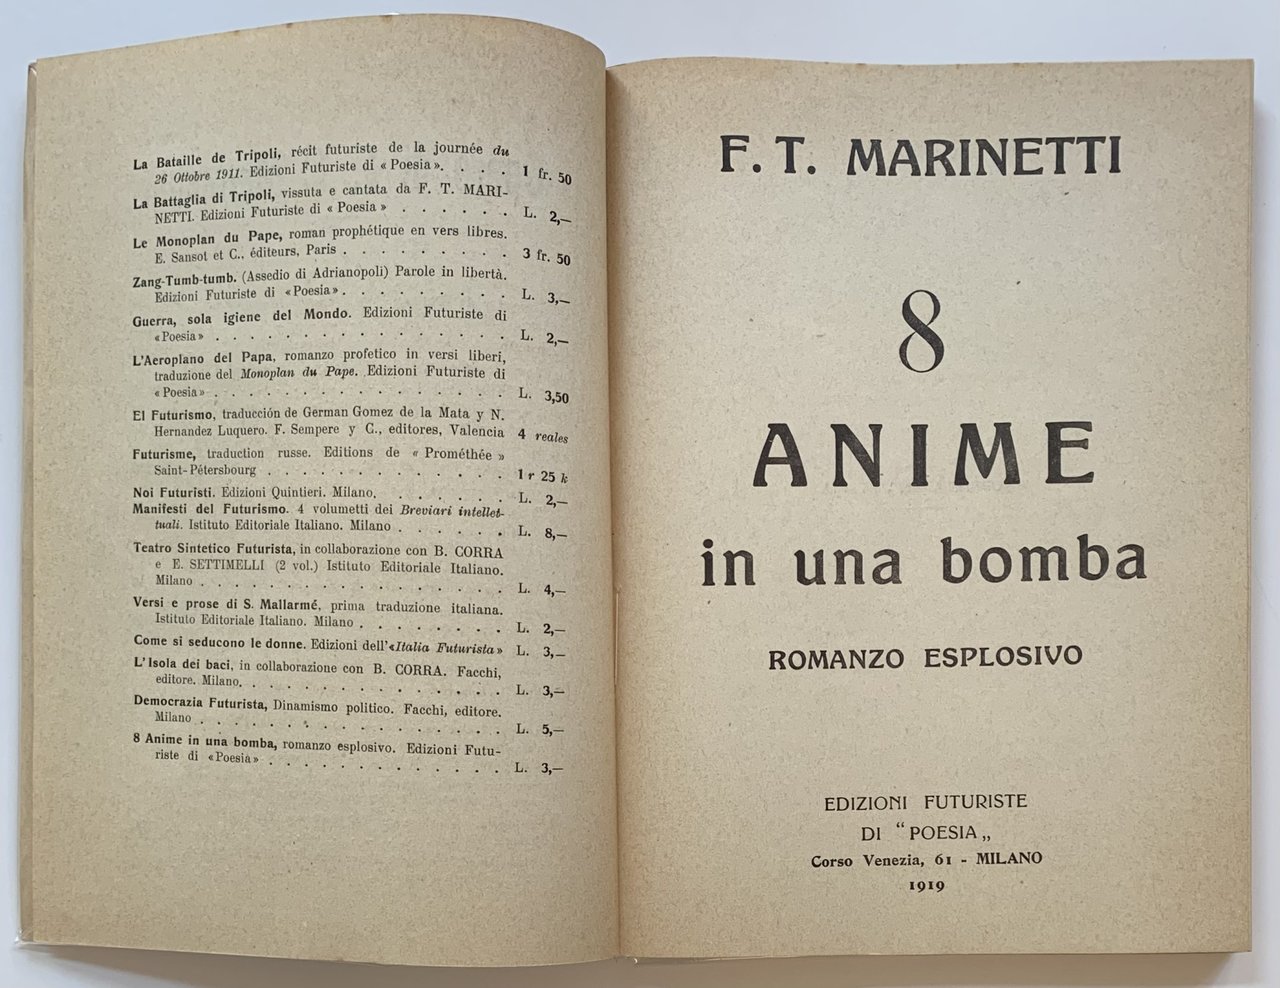 La Bataille de Tripoli, récit futuriste de la journée du
26 Ottobre 1911. Edizioni Futuriste di « Poesia ». . . . . 1 fr. 50
La Battaglia di Tripoli, vissuta e cantata da F. T. MARI-
NETTI. Edizioni Futuriste di « Poesia » . . . . . . L. 2,—
Le Monoplan du Pape, roman prophétique en vers libres.
E. Sansot et C., éditeurs, Paris . . . . . . . . . 3 fr. 50
Zang-Tumb-tumb. (Assedio di Adrianopoli) Parole in libertà.
Edizioni Futuriste di «Poesia» . . . . . . . . . L. 3,—
Guerra, sola igiene del Mondo. Edizioni Futuriste di
«Poesia» . . . . . . . . . . . . . . . . L. 2,—
L'Aeroplano del Papa, romanzo profetico in versi liberi,
traduzione del Monoplan du Pape. Edizioni Futuriste di
« Poesia» . . . . . . . . . . . . . . . . L. 3,50
El Futurismo, traducción de German Gomez de la Mata y N.
Hernandez Luquero. F. Sempere y C., editores, Valencia 4 reales
Futurisme, traduction russe. Editions de « Prométhée »
Saint-Pétersbourg . . . . . . . . . . . . . 1 r 25 k
Noi Futuristi. Edizioni Quintieri. Milano. . . . . . . L. 2,—
Manifesti del Futurismo. 4 volumetti dei Breviari intellet-
tuali. Istituto Editoriale Italiano. Milano . . . . . . L. 8,—
Teatro Sintetico Futurista, in collaborazione con B. CORRA
e E. SETTIMELLI (2 vol.) Istituto Editoriale Italiano.
Milano . . . . . . . . . . . . . . . . . L. 4,—
Versi e prose di S. Mallarmé, prima traduzione italiana.
Istituto Editoriale Italiano. Milano . . . . . . . . L. 2,—
Come si seducono le donne. Edizioni dell'«Italia Futurista» L. 3,—
L'Isola dei baci, in collaborazione con B. CORRA. Facchi,
editore. Milano. . . . . . . . . . . . . . . L. 3,—
Democrazia Futurista, Dinamismo politico. Facchi, editore.
Milano . . . . . . . . . . . . . . . . . L. 5,—
8 Anime in una bomba, romanzo esplosivo. Edizioni Futu-
riste di «Poesia» . . . . . . . . . . . . . L. 3,—
F. T. MARINETTI
8
ANIME
in una bomba
ROMANZO ESPLOSIVO
EDIZIONI FUTURISTE
DI “ POESIA „
Corso Venezia, 61 - MILANO
1919